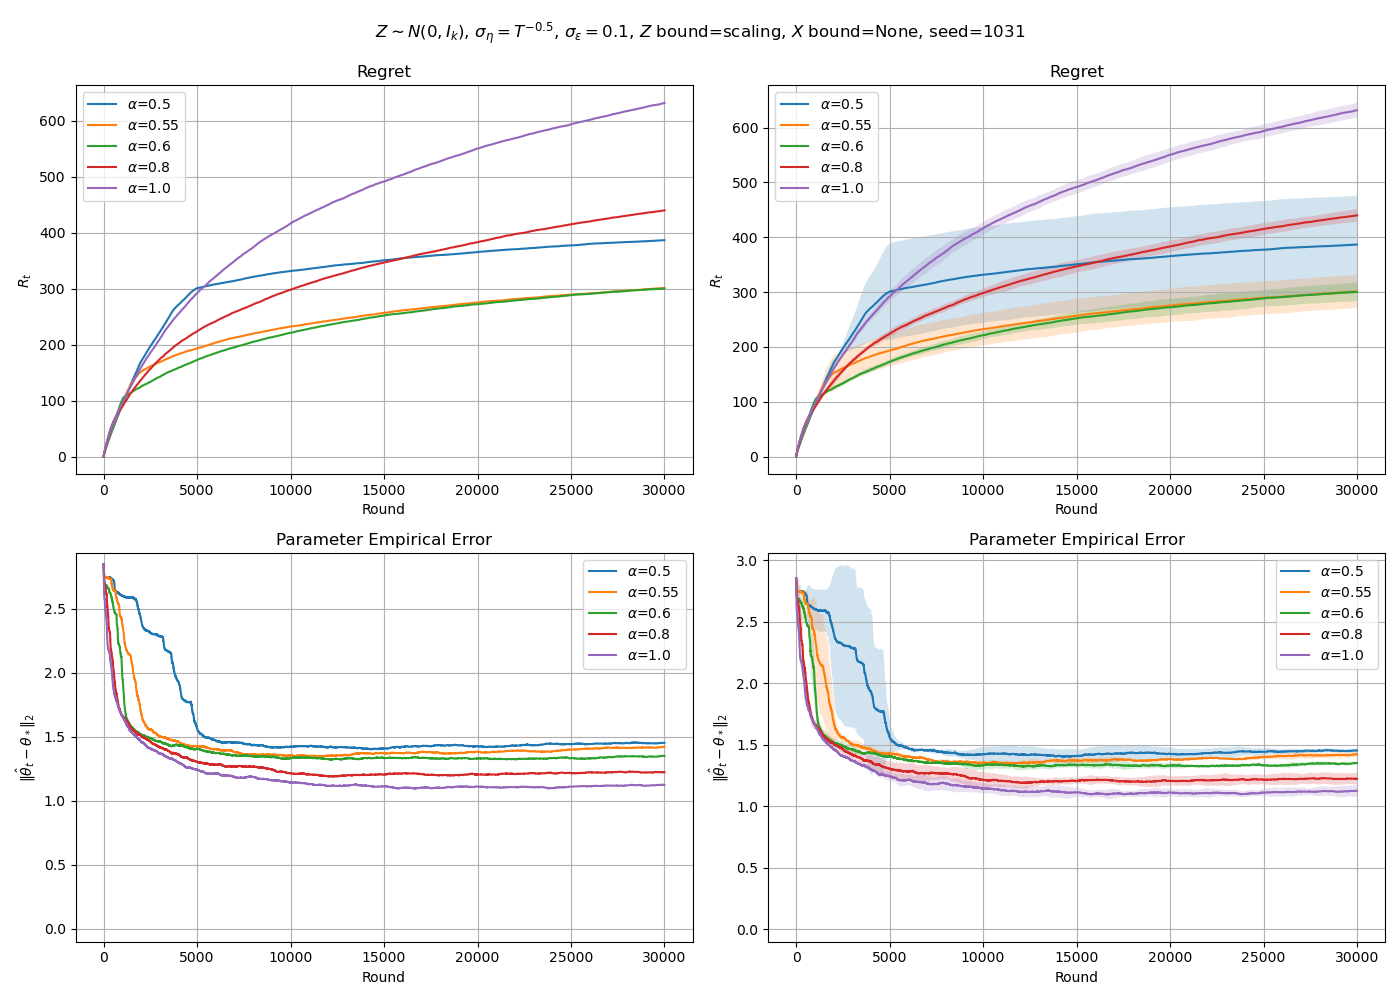 Z ~ N(0, I_k), σ_η = T^{-0.5}, σ_ε = 0.1, Z bound=scaling, X bound=None, seed=1031
Regret
R_t
600
500
400
300
200
100
0
α=0.5
α=0.55
α=0.6
α=0.8
α=1.0
0 5000 10000 15000 20000 25000 30000
Round
Regret
R_t
600
500
400
300
200
100
0
α=0.5
α=0.55
α=0.6
α=0.8
α=1.0
0 5000 10000 15000 20000 25000 30000
Round
Parameter Empirical Error
‖θ̂_t − θ_*‖₂
2.5
2.0
1.5
1.0
0.5
0.0
α=0.5
α=0.55
α=0.6
α=0.8
α=1.0
0 5000 10000 15000 20000 25000 30000
Round
Parameter Empirical Error
‖θ̂_t − θ_*‖₂
3.0
2.5
2.0
1.5
1.0
0.5
0.0
α=0.5
α=0.55
α=0.6
α=0.8
α=1.0
0 5000 10000 15000 20000 25000 30000
Round